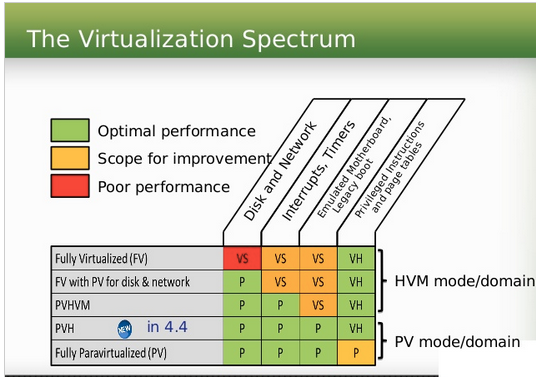 The Virtualization Spectrum
Optimal performance
Scope for improvement
Poor performance
Disk and Network
Interrupts, Timers
Emulated Motherboard,
Legacy boot
Privileged Instructions
and page tables
Fully Virtualized (FV) VS VS VS VH
FV with PV for disk & network P VS VS VH
PVHVM P P VS VH
PVH NEW in 4.4 P P P VH
Fully Paravirtualized (PV) P P P P
HVM mode/domain
PV mode/domain